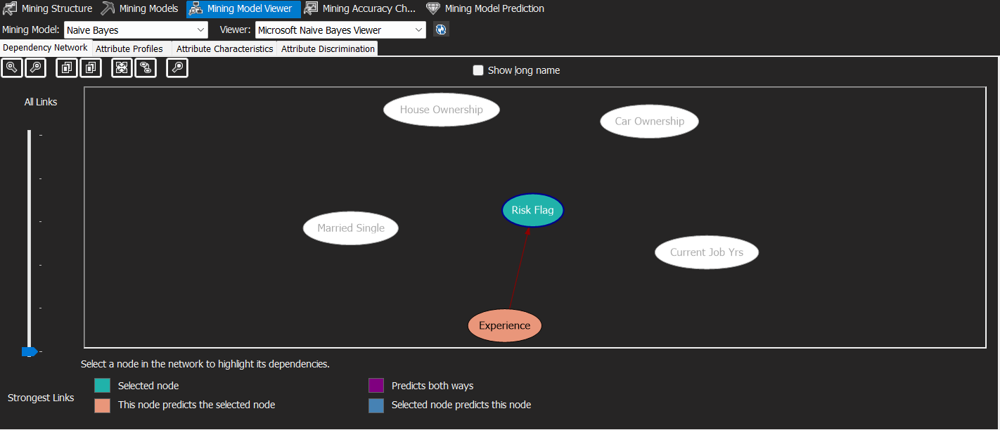 Mining Structure Mining Models Mining Model Viewer Mining Accuracy Ch... Mining Model Prediction
Mining Model: Naive Bayes Viewer: Microsoft Naive Bayes Viewer
Dependency Network Attribute Profiles Attribute Characteristics Attribute Discrimination
Show long name
All Links
House Ownership
Car Ownership
Risk Flag
Married Single
Current Job Yrs
Experience
Select a node in the network to highlight its dependencies.
Selected node Predicts both ways
Strongest Links
This node predicts the selected node Selected node predicts this node